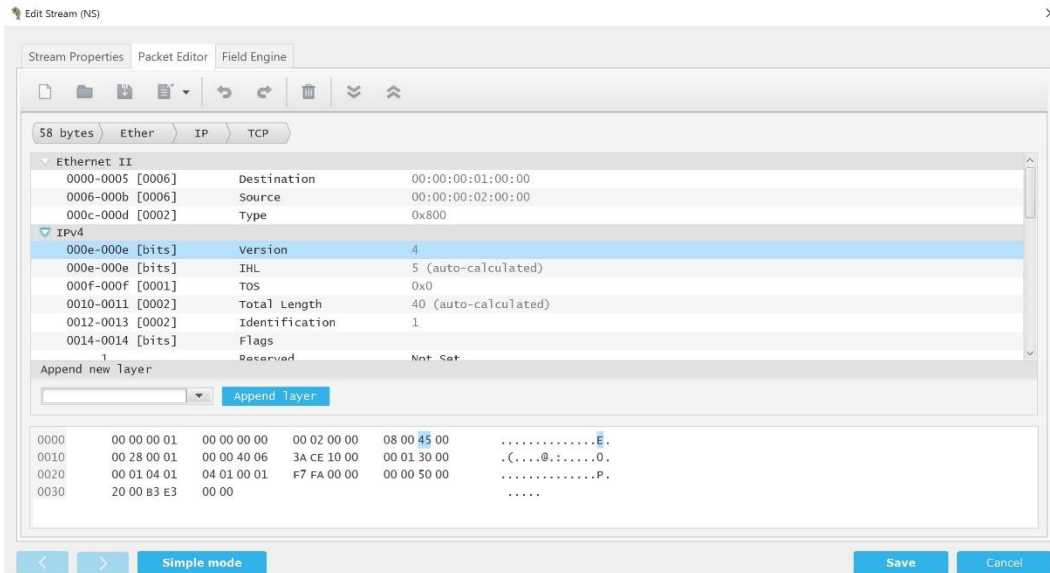 Edit Stream (NS)
Stream Properties Packet Editor Field Engine
58 bytes Ether IP TCP
Ethernet II
0000-0005 [0006] Destination 00:00:00:01:00:00
0006-000b [0006] Source 00:00:00:02:00:00
000c-000d [0002] Type 0x800
IPv4
000e-000e [bits] Version 4
000e-000e [bits] IHL 5 (auto-calculated)
000f-000f [0001] TOS 0x0
0010-0011 [0002] Total Length 40 (auto-calculated)
0012-0013 [0002] Identification 1
0014-0014 [bits] Flags
1 Reserved Not Set
Append new layer
Append layer
0000 00 00 00 01 00 00 00 00 00 02 00 00 08 00 45 00 ..............E.
0010 00 28 00 01 00 00 40 06 3A CE 10 00 00 01 30 00 .(....@.:.....0.
0020 00 01 04 01 04 01 00 01 F7 FA 00 00 00 00 50 00 ..............P.
0030 20 00 B3 E3 00 00 .....
Simple mode Save Cancel